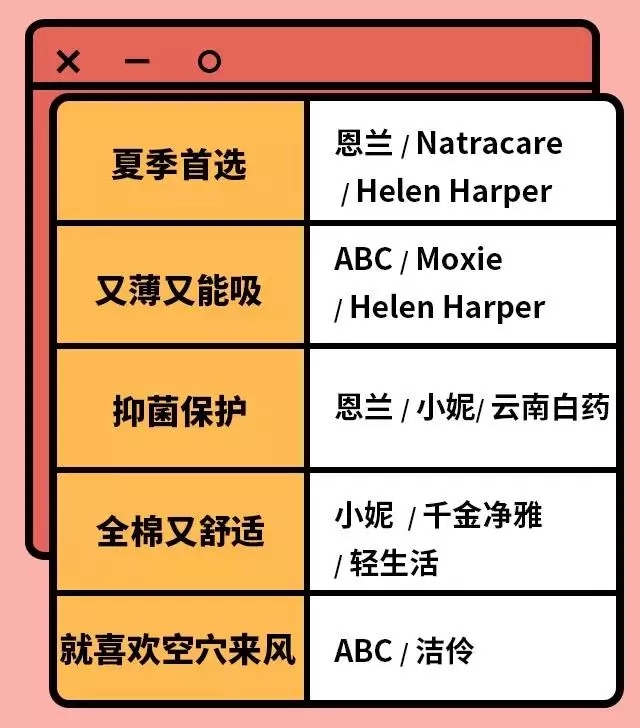 夏季首选
恩兰 / Natracare
/ Helen Harper
又薄又能吸
ABC / Moxie
/ Helen Harper
抑菌保护
恩兰 / 小妮/ 云南白药
全棉又舒适
小妮 / 千金净雅
/ 轻生活
就喜欢空穴来风
ABC / 洁伶